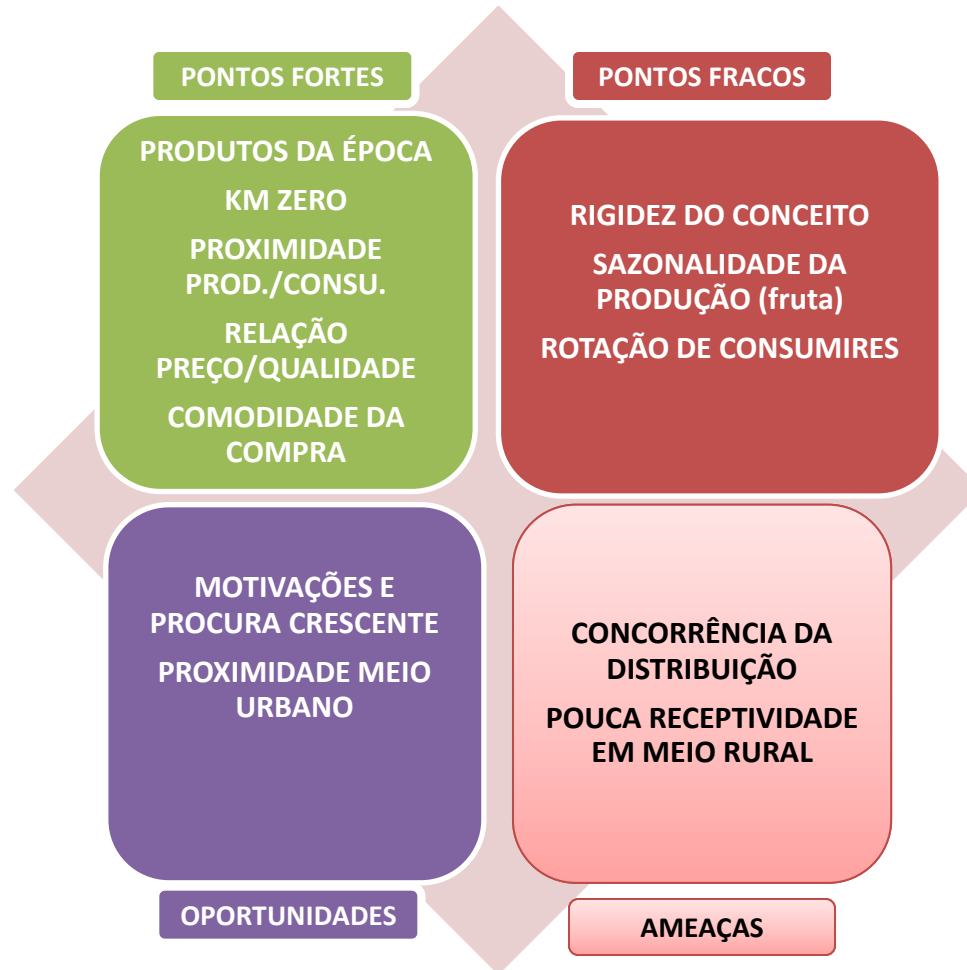 PONTOS FORTES
PRODUTOS DA ÉPOCA
KM ZERO
PROXIMIDADE
PROD./CONSU.
RELAÇÃO
PREÇO/QUALIDADE
COMODIDADE DA
COMPRA
PONTOS FRACOS
RIGIDEZ DO CONCEITO
SAZONALIDADE DA
PRODUÇÃO (fruta)
ROTAÇÃO DE CONSUMIRES
MOTIVAÇÕES E
PROCURA CRESCENTE
PROXIMIDADE MEIO
URBANO
OPORTUNIDADES
CONCORRÊNCIA DA
DISTRIBUIÇÃO
POUCA RECEPTIVIDADE
EM MEIO RURAL
AMEAÇAS